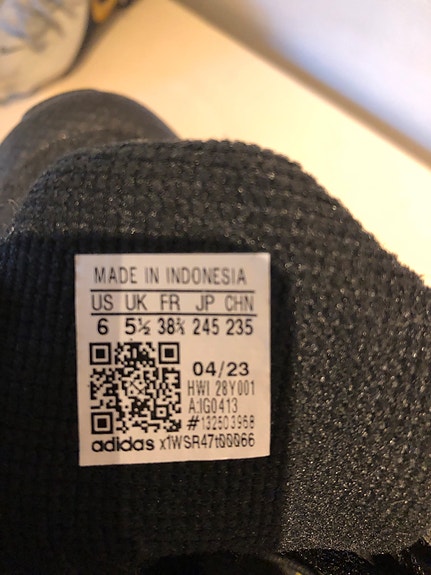 MADE IN INDONESIA
US UK FR JP CHN
6 5½ 38⅔ 245 235
04/23
HWI 28Y001
A:IG0413
#132503968
adidas x1WSR47t00066